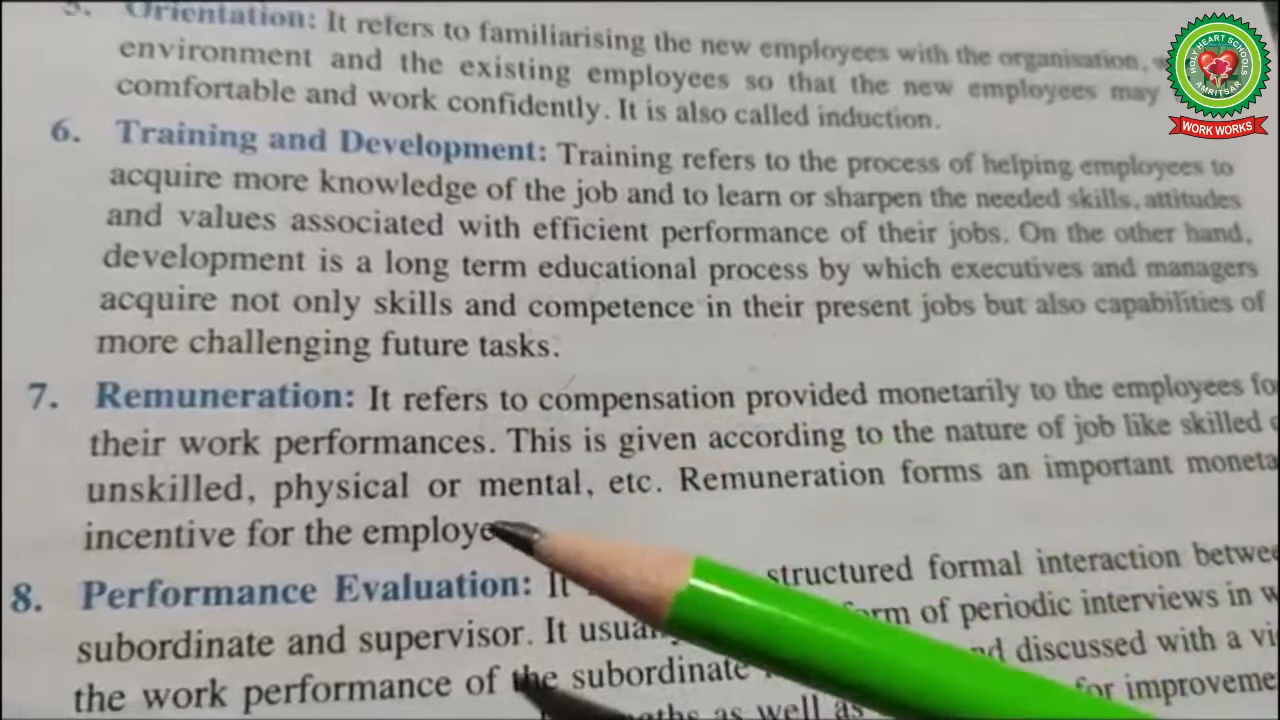 5. Orientation: It refers to familiarising the new employees with the organisation,
environment and the existing employees so that the new employees may
comfortable and work confidently. It is also called induction.
6. Training and Development: Training refers to the process of helping employees to
acquire more knowledge of the job and to learn or sharpen the needed skills, attitudes
and values associated with efficient performance of their jobs. On the other hand,
development is a long term educational process by which executives and managers
acquire not only skills and competence in their present jobs but also capabilities of
more challenging future tasks.
7. Remuneration: It refers to compensation provided monetarily to the employees
their work performances. This is given according to the nature of job like skilled
unskilled, physical or mental, etc. Remuneration forms an important
incentive for the
8. Performance Evaluation: It structured formal interaction
subordinate and supervisor. It of periodic interviews in
the work performance of the subordinate discussed with a
as well as for
HOLY HEART SCHOOLS
AMRITSAR
WORK WORKS